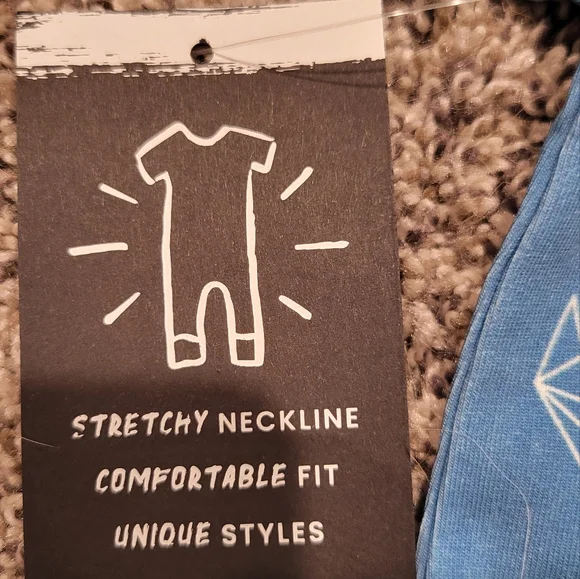 STRETCHY NECKLINE
COMFORTABLE FIT
UNIQUE STYLES